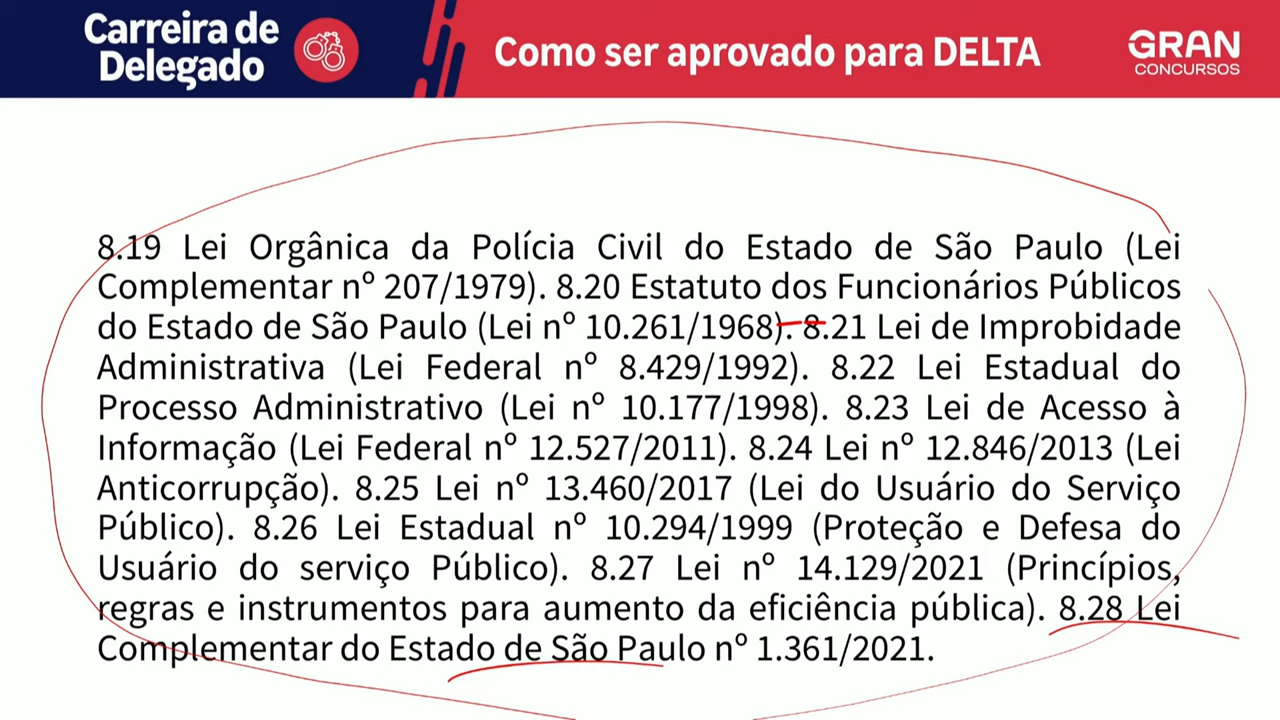 Carreira de
Delegado
Como ser aprovado para DELTA
GRAN
CONCURSOS
8.19 Lei Orgânica da Polícia Civil do Estado de São Paulo (Lei
Complementar nº 207/1979). 8.20 Estatuto dos Funcionários Públicos
do Estado de São Paulo (Lei nº 10.261/1968). 8.21 Lei de Improbidade
Administrativa (Lei Federal nº 8.429/1992). 8.22 Lei Estadual do
Processo Administrativo (Lei nº 10.177/1998). 8.23 Lei de Acesso à
Informação (Lei Federal nº 12.527/2011). 8.24 Lei nº 12.846/2013 (Lei
Anticorrupção). 8.25 Lei nº 13.460/2017 (Lei do Usuário do Serviço
Público). 8.26 Lei Estadual nº 10.294/1999 (Proteção e Defesa do
Usuário do serviço Público). 8.27 Lei nº 14.129/2021 (Princípios,
regras e instrumentos para aumento da eficiência pública). 8.28 Lei
Complementar do Estado de São Paulo nº 1.361/2021.